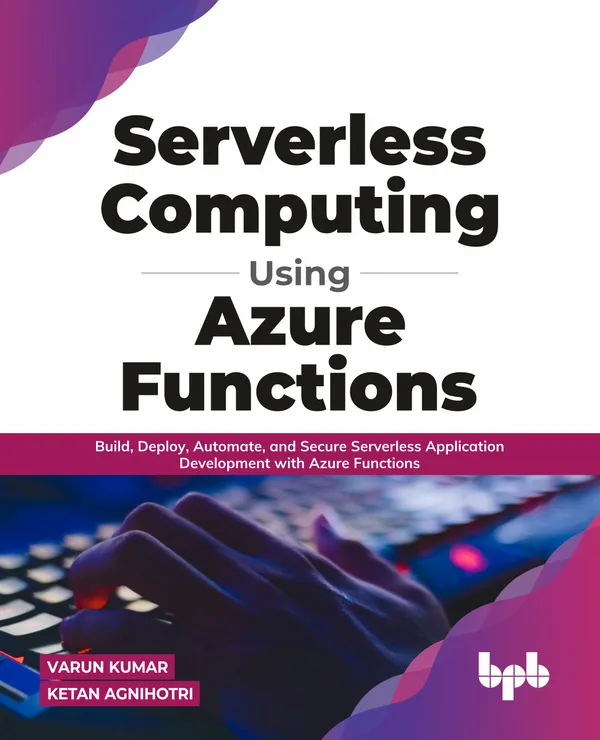 Serverless
Computing
Using
Azure
Functions
Build, Deploy, Automate, and Secure Serverless Application
Development with Azure Functions
VARUN KUMAR
KETAN AGNIHOTRI
bpb